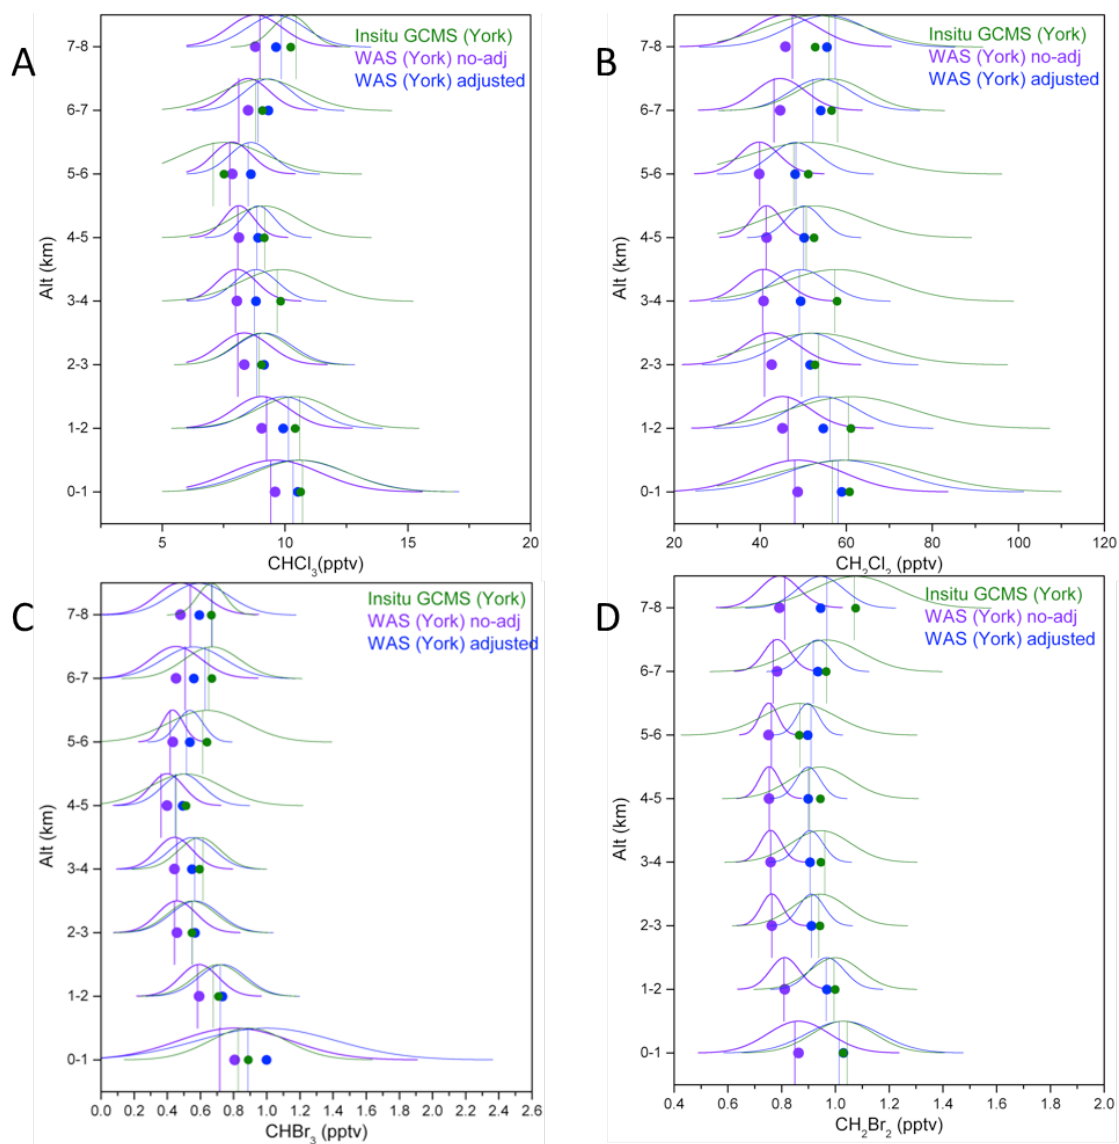 A
Insitu GCMS (York)
WAS (York) no-adj
WAS (York) adjusted
Alt (km)
7-8
6-7
5-6
4-5
3-4
2-3
1-2
0-1
5 10 15 20
CHCl3(pptv)
B
Insitu GCMS (York)
WAS (York) no-adj
WAS (York) adjusted
Alt (km)
7-8
6-7
5-6
4-5
3-4
2-3
1-2
0-1
20 40 60 80 100 120
CH2Cl2 (pptv)
C
Insitu GCMS (York)
WAS (York) no-adj
WAS (York) adjusted
Alt (km)
7-8
6-7
5-6
4-5
3-4
2-3
1-2
0-1
0.0 0.2 0.4 0.6 0.8 1.0 1.2 1.4 1.6 1.8 2.0 2.2 2.4 2.6
CHBr3 (pptv)
D
Insitu GCMS (York)
WAS (York) no-adj
WAS (York) adjusted
Alt (km)
7-8
6-7
5-6
4-5
3-4
2-3
1-2
0-1
0.4 0.6 0.8 1.0 1.2 1.4 1.6 1.8 2.0
CH2Br2 (pptv)